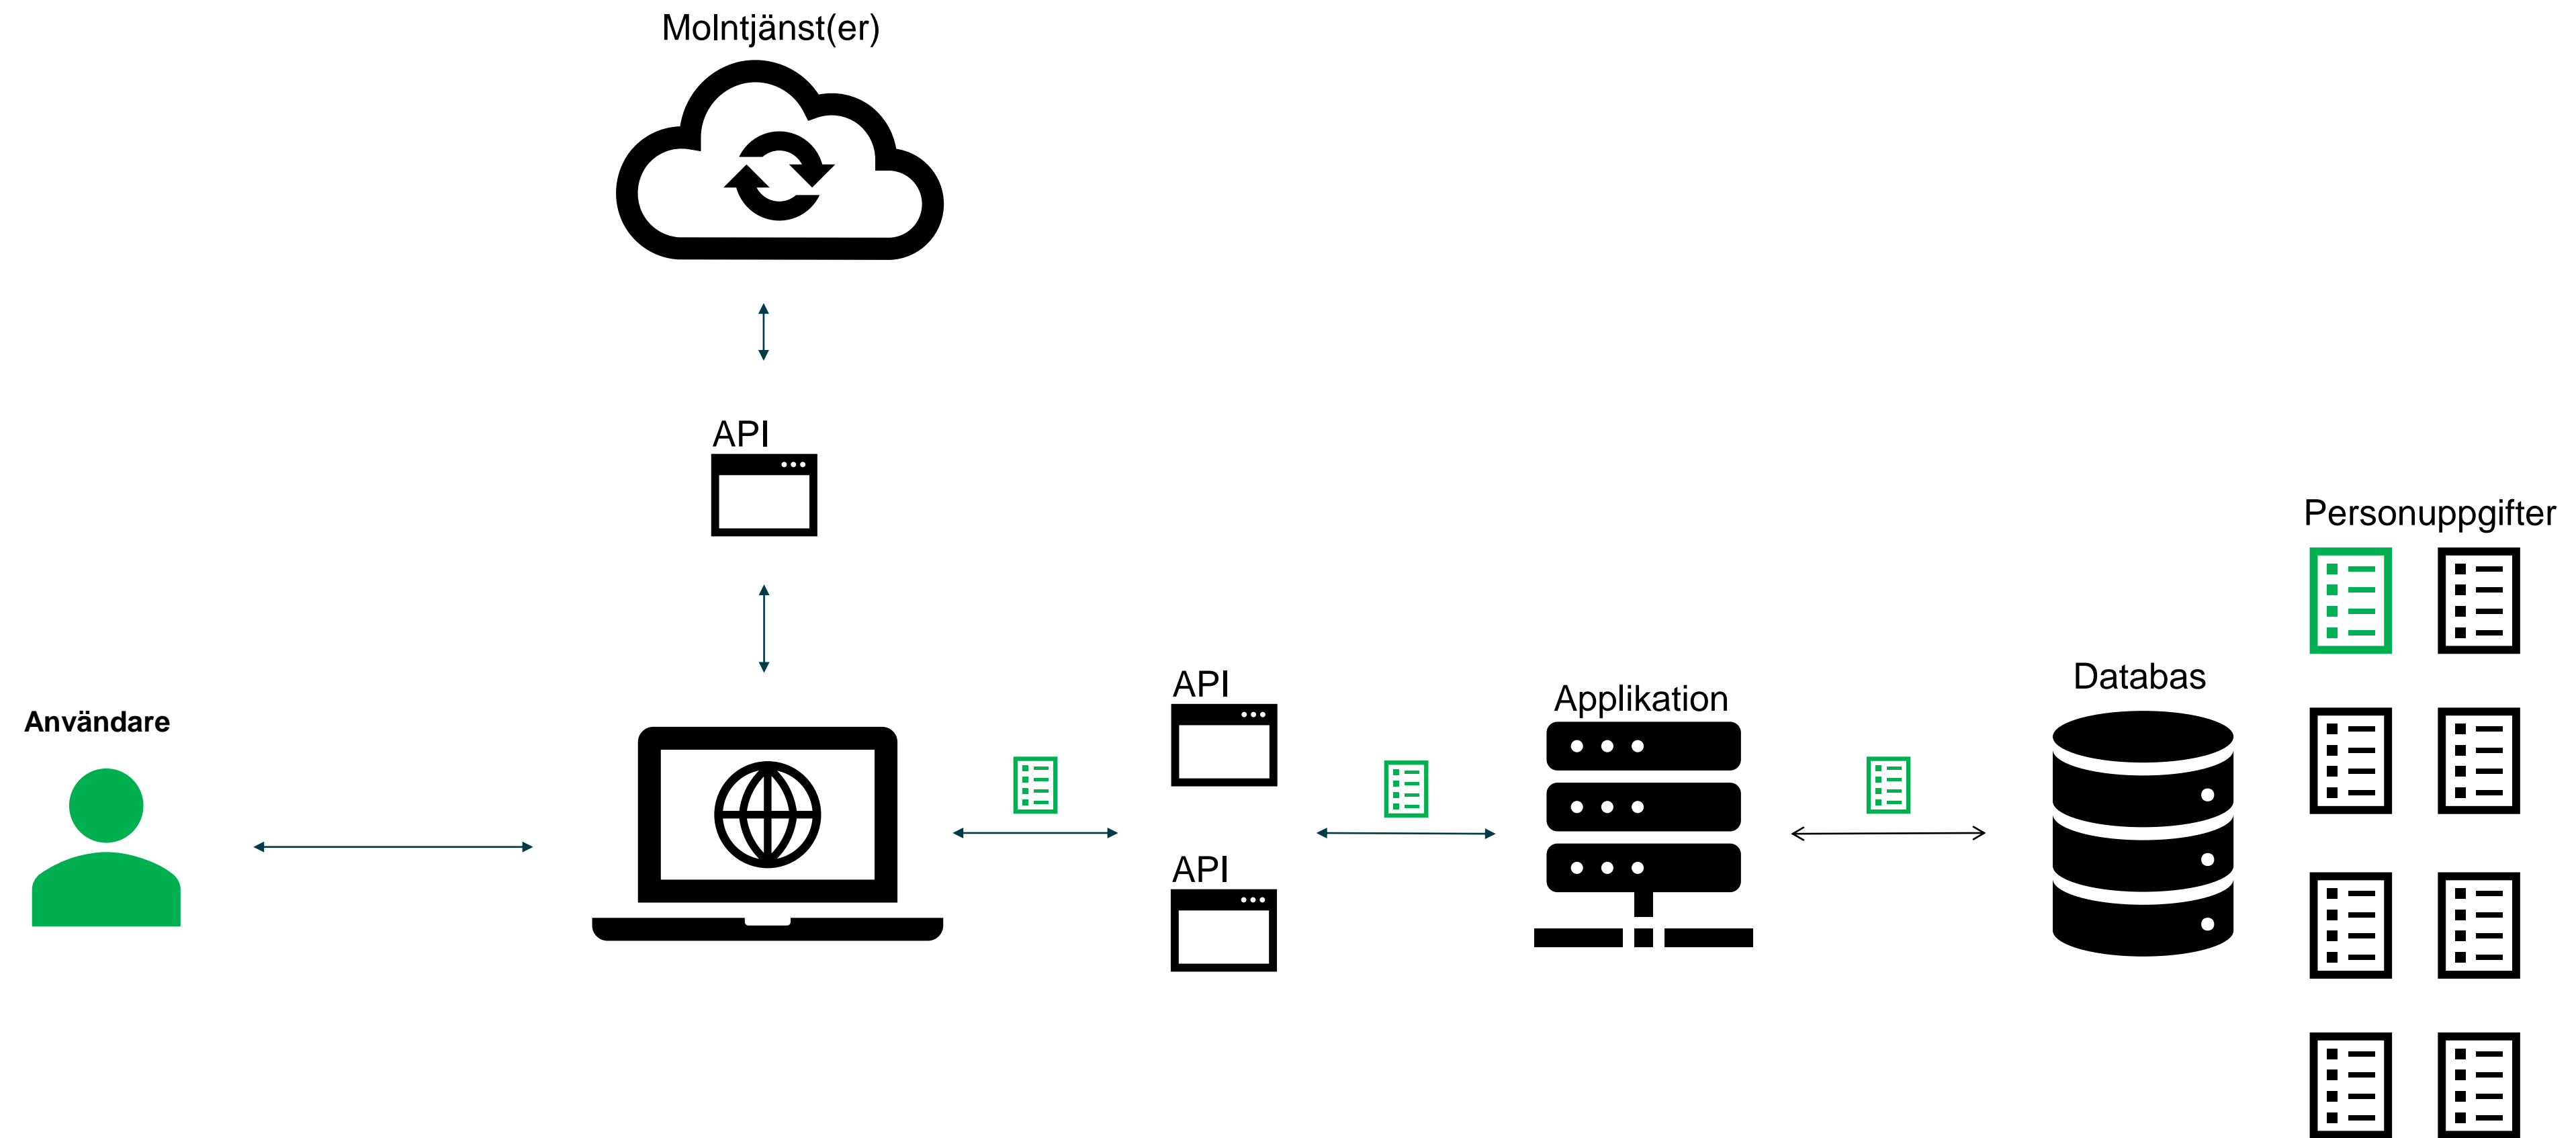 Molntjänst(er)
API
Personuppgifter
API
Applikation
Databas
Användare
API